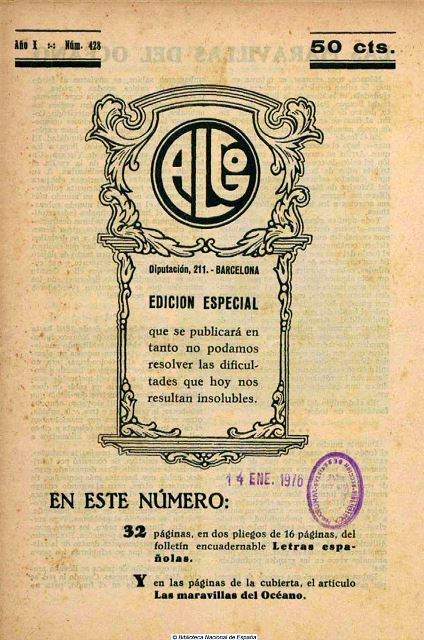 Año X :-: Núm. 428
50 cts.
ALGO
Diputación, 211. - BARCELONA
EDICION ESPECIAL
que se publicará en
tanto no podamos
resolver las dificul-
tades que hoy nos
resultan insolubles.
14 ENE. 1976
EN ESTE NÚMERO:
32 páginas, en dos pliegos de 16 páginas, del
folletín encuadernable Letras espa-
ñolas.
Y en las páginas de la cubierta, el artículo
Las maravillas del Océano.
© Biblioteca Nacional de España